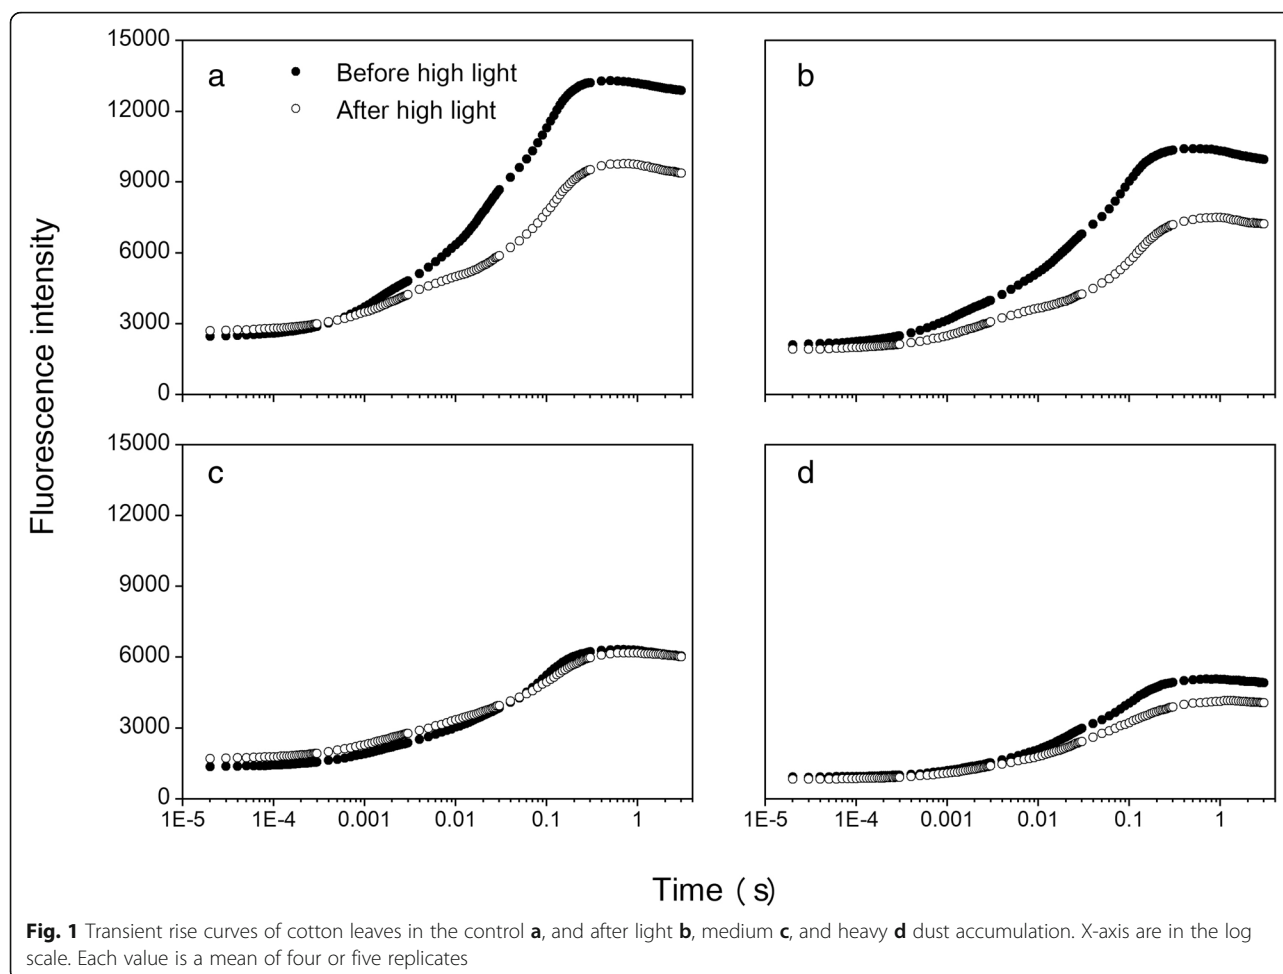 15000
12000
9000
6000
3000
0
a
Before high light
After high light
b
Fluorescence intensity
15000
12000
9000
6000
3000
0
c
d
1E-5 1E-4 0.001 0.01 0.1 1
1E-5 1E-4 0.001 0.01 0.1 1
Time ( s)
Fig. 1 Transient rise curves of cotton leaves in the control a, and after light b, medium c, and heavy d dust accumulation. X-axis are in the log
scale. Each value is a mean of four or five replicates